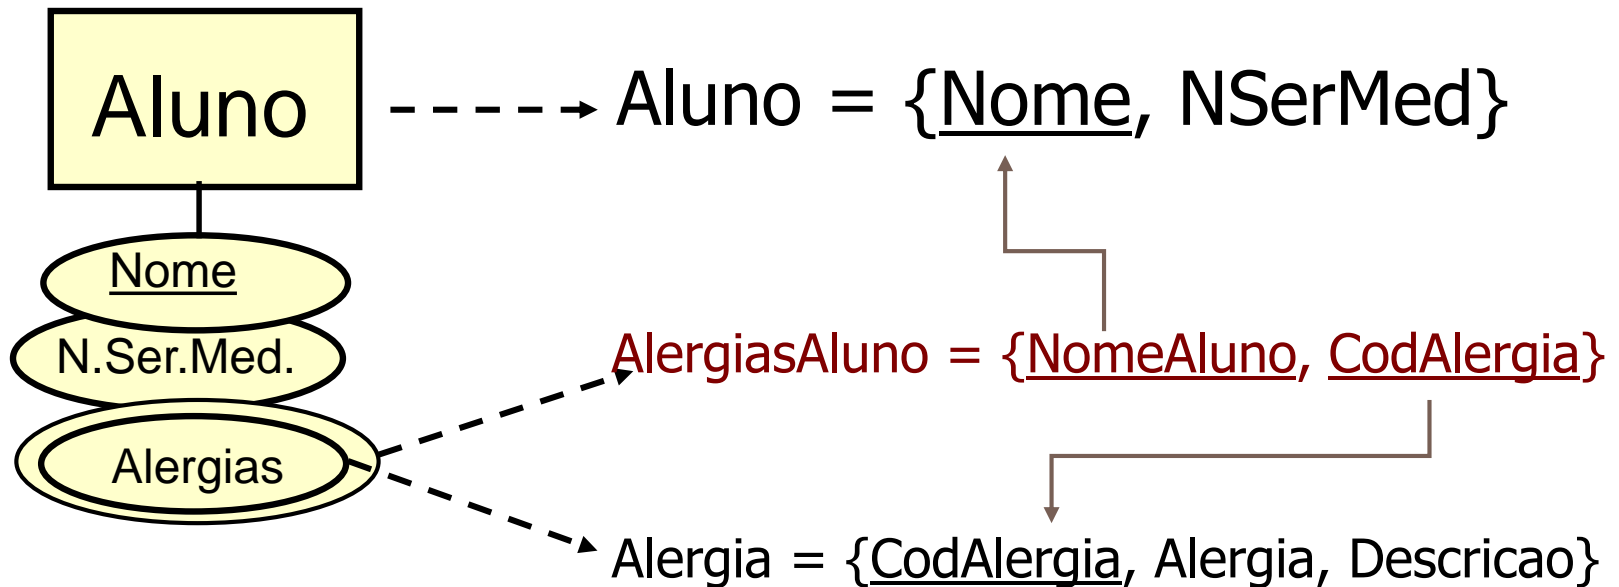 Aluno
Aluno = {Nome, NSerMed}
Nome
N.Ser.Med.
AlergiasAluno = {NomeAluno, CodAlergia}
Alergias
Alergia = {CodAlergia, Alergia, Descricao}